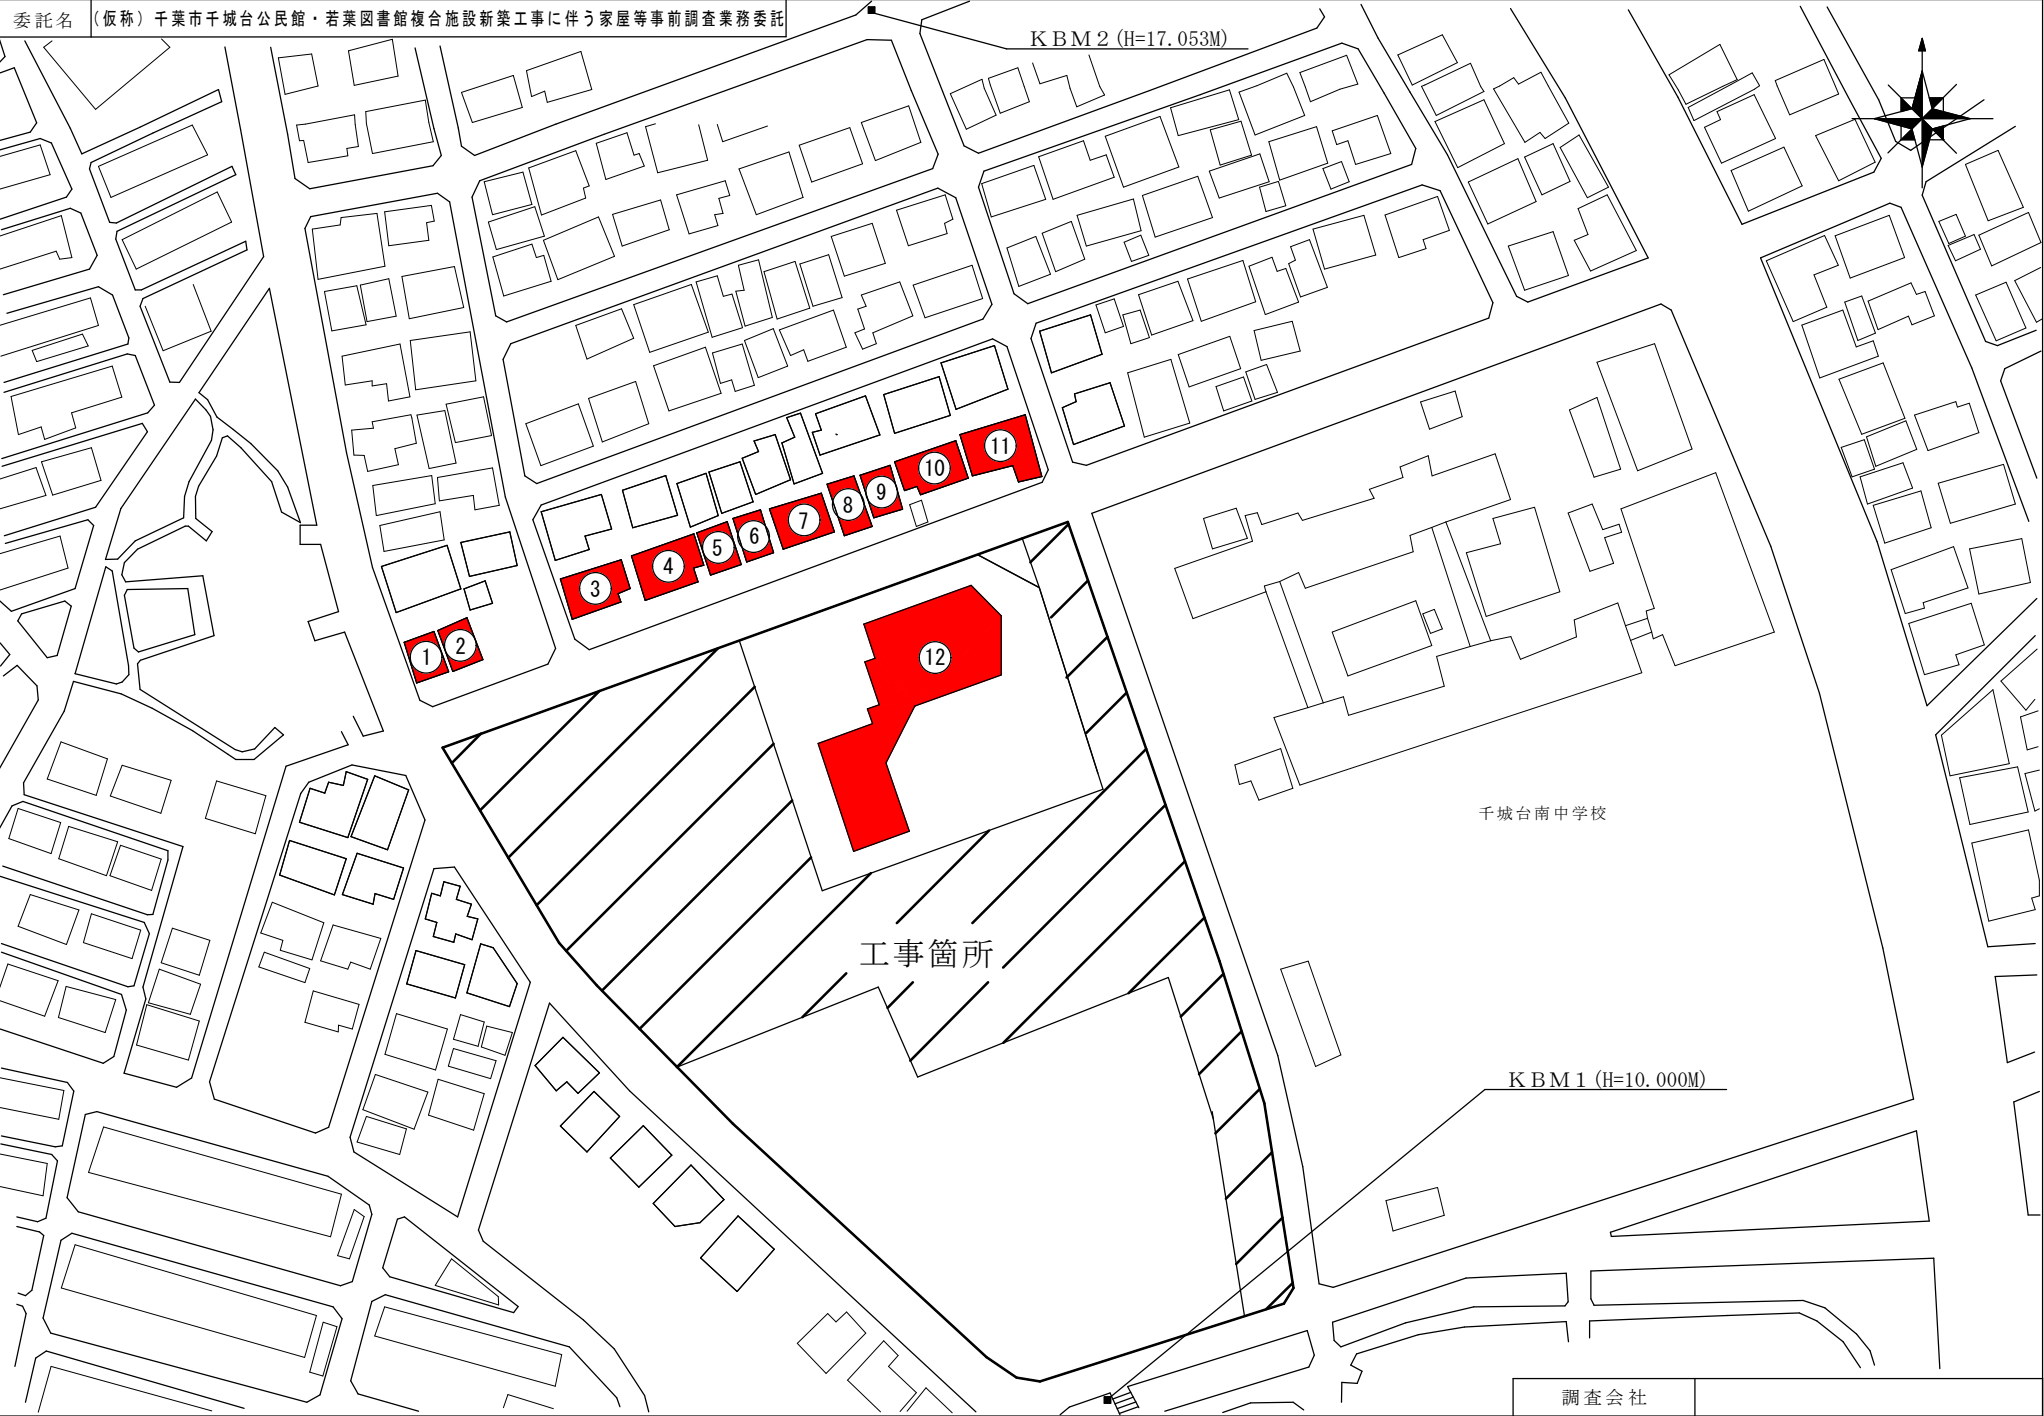 委託名
(仮称) 千葉市千城台公民館・若葉図書館複合施設新築工事に伴う家屋等事前調査業務委託
KBM2 (H=17.053M)
11
10
9
8
7
6
5
4
3
2
1
12
千城台南中学校
工事箇所
KBM1 (H=10.000M)
調査会社